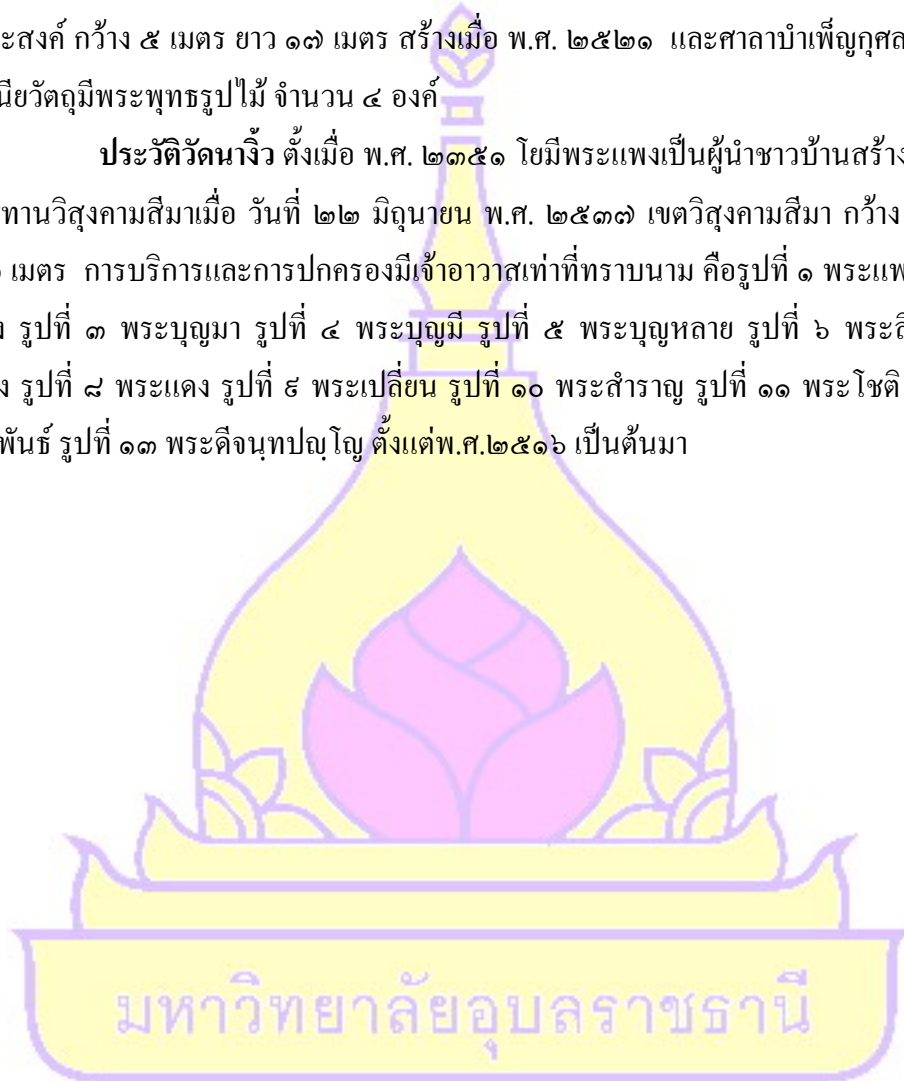 ะสงค์ กว้าง ๕ เมตร ยาว ๑๗ เมตร สร้างเมื่อ พ.ศ. ๒๕๒๑ และศาลาบำเพ็ญกุศล
นียวัตถุมีพระพุทธรูปไม้ จำนวน ๔ องค์
ประวัติวัดนางิ้ว ตั้งเมื่อ พ.ศ. ๒๓๕๑ โยมีพระแพงเป็นผู้นำชาวบ้านสร้าง
ทานวิสุงคามสีมาเมื่อ วันที่ ๒๒ มิถุนายน พ.ศ. ๒๕๓๗ เขตวิสุงคามสีมา กว้าง
เมตร การบริการและการปกครองมีเจ้าอาวาสเท่าที่ทราบนาม คือรูปที่ ๑ พระแพ
ง รูปที่ ๓ พระบุญมา รูปที่ ๔ พระบุญมี รูปที่ ๕ พระบุญหลาย รูปที่ ๖ พระสี
ง รูปที่ ๘ พระแดง รูปที่ ๙ พระเปลี่ยน รูปที่ ๑๐ พระสำราญ รูปที่ ๑๑ พระโชติ
พันธ์ รูปที่ ๑๓ พระดีจนฺทปญฺโญ ตั้งแต่พ.ศ.๒๕๑๖ เป็นต้นมา
มหาวิทยาลัยอุบลราชธานี